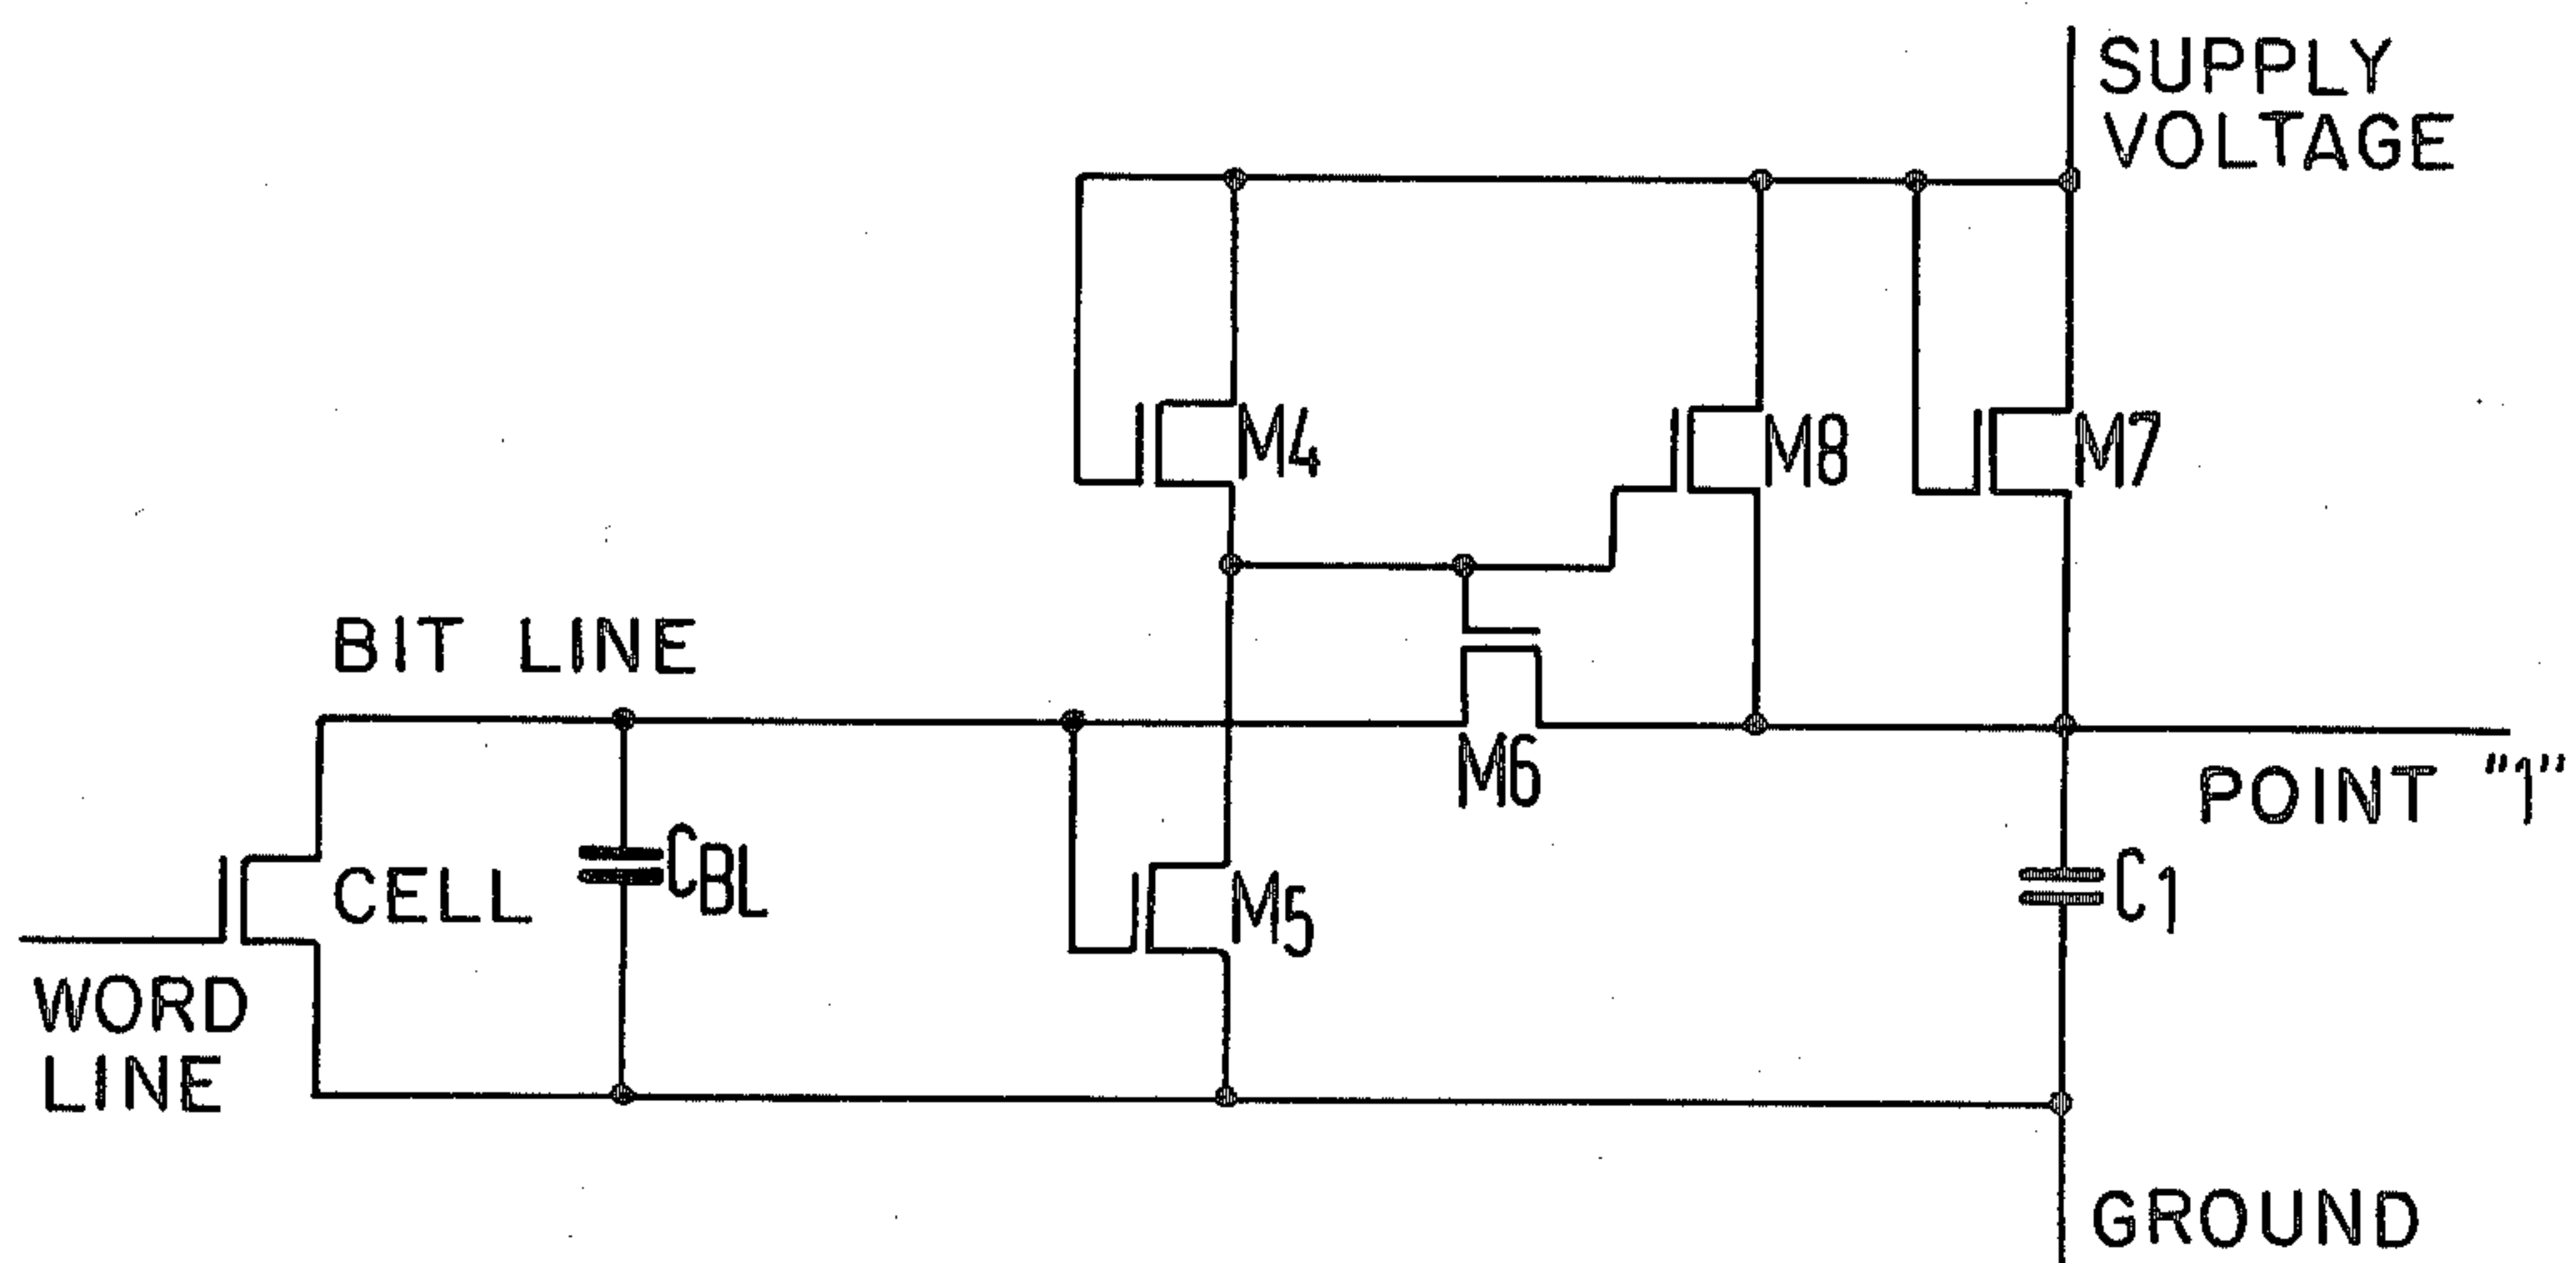 SUPPLY
VOLTAGE
M4
M8
M7
BIT LINE
M6
POINT "1"
CELL
CBL
M5
C1
WORD
LINE
GROUND